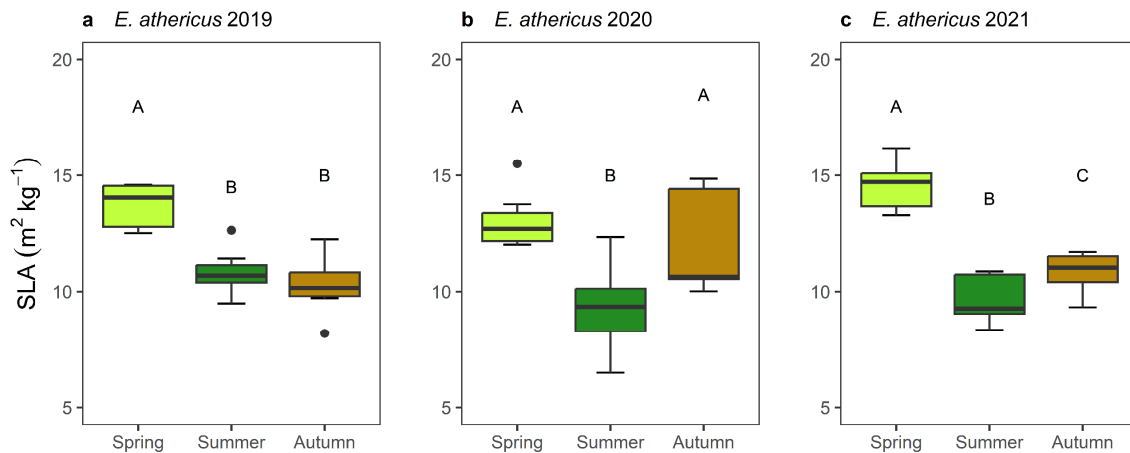 a E. athericus 2019
b E. athericus 2020
c E. athericus 2021
SLA (m² kg⁻¹)
20
15
10
5
A
B
B
Spring
Summer
Autumn
20
15
10
5
A
B
A
Spring
Summer
Autumn
20
15
10
5
A
B
C
Spring
Summer
Autumn